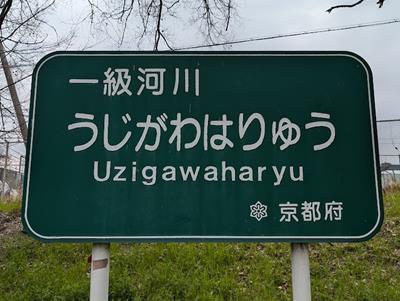 一級河川
うじがわはりゅう
Uzigawaharyu
京都府